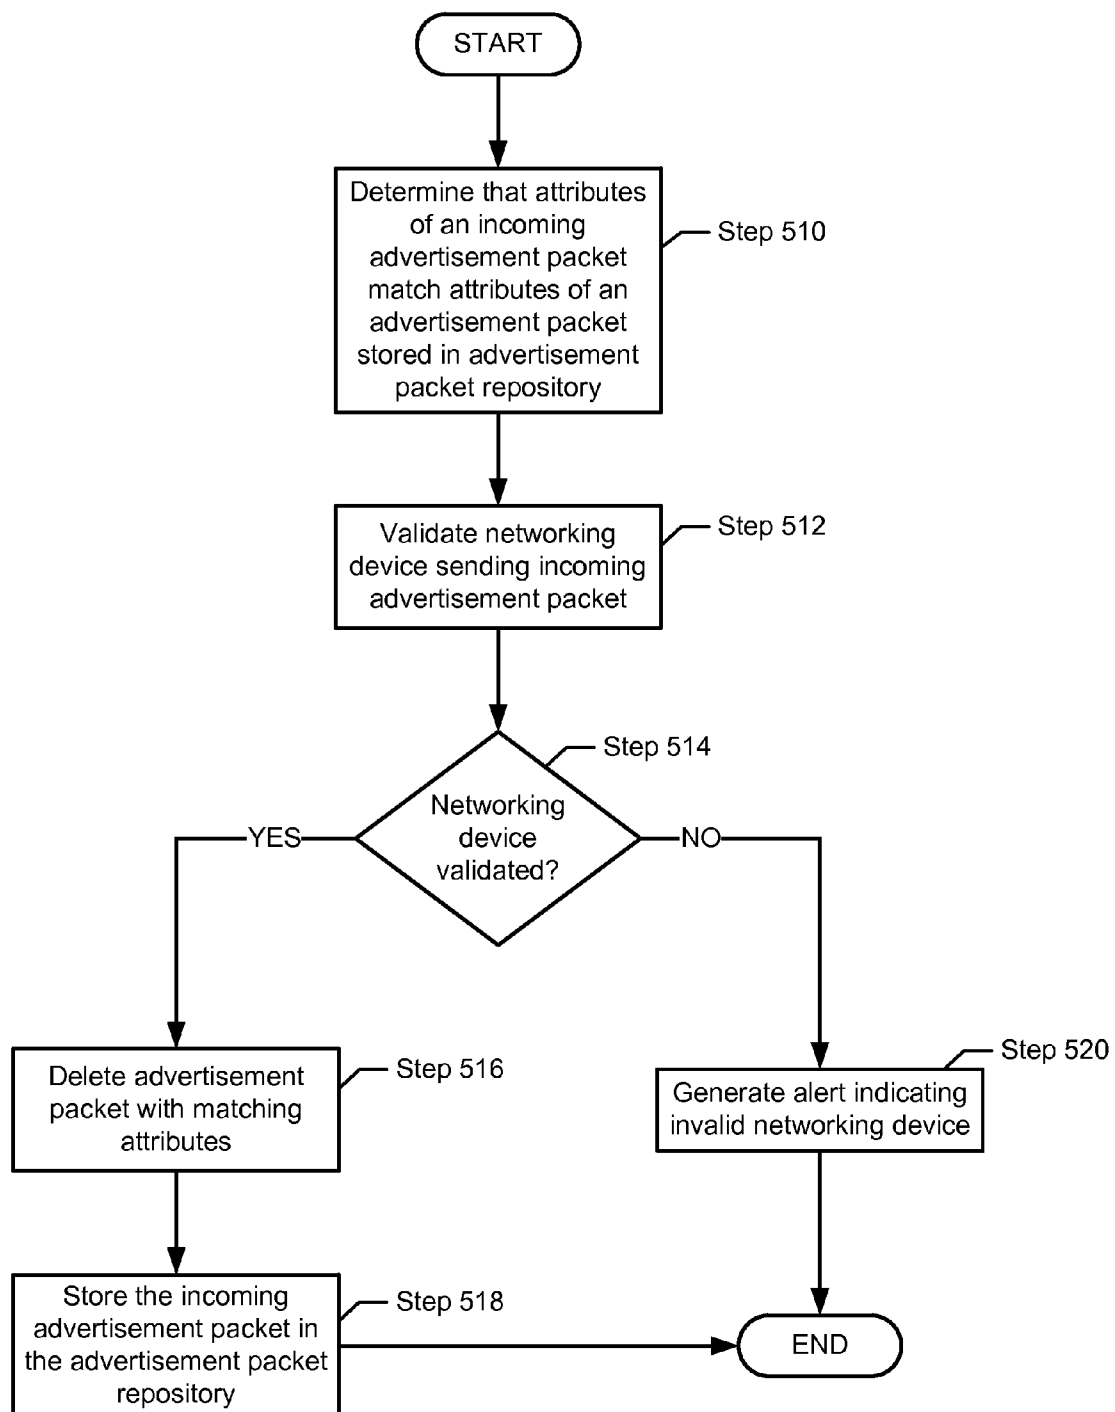 START
Determine that attributes
of an incoming
advertisement packet
match attributes of an
advertisement packet
stored in advertisement
packet repository
Step 510
Validate networking
device sending incoming
advertisement packet
Step 512
Step 514
Networking
device
validated?
YES
NO
Delete advertisement
packet with matching
attributes
Step 516
Step 520
Generate alert indicating
invalid networking device
Store the incoming
advertisement packet in
the advertisement packet
repository
Step 518
END